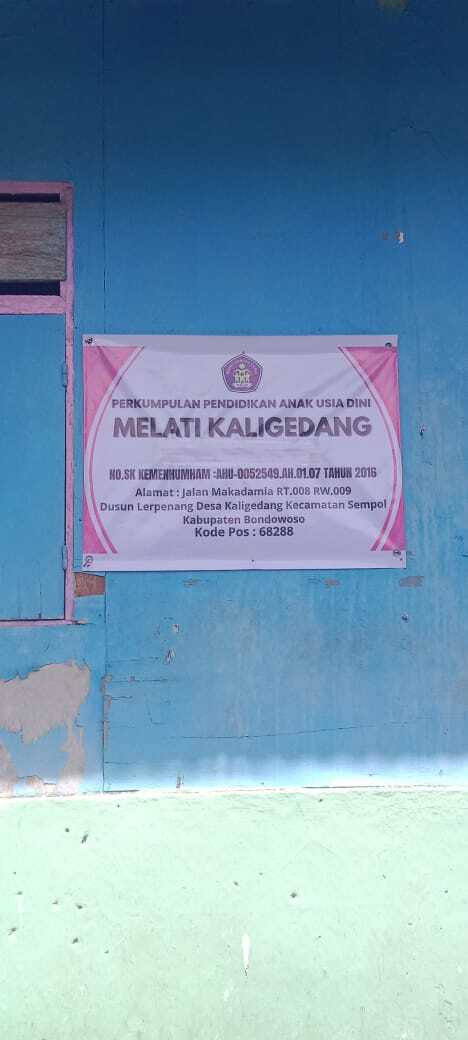 PERKUMPULAN PENDIDIKAN ANAK USIA DINI
MELATI KALIGEDANG
NO.SK KEMENHUMHAM :AHU-0052549.AH.01.07 TAHUN 2016
Alamat : Jalan Makadamia RT.008 RW,009
Dusun Lerpenang Desa Kaligedang Kecamatan Sempol
Kabupaten Bondowoso
Kode Pos : 68288